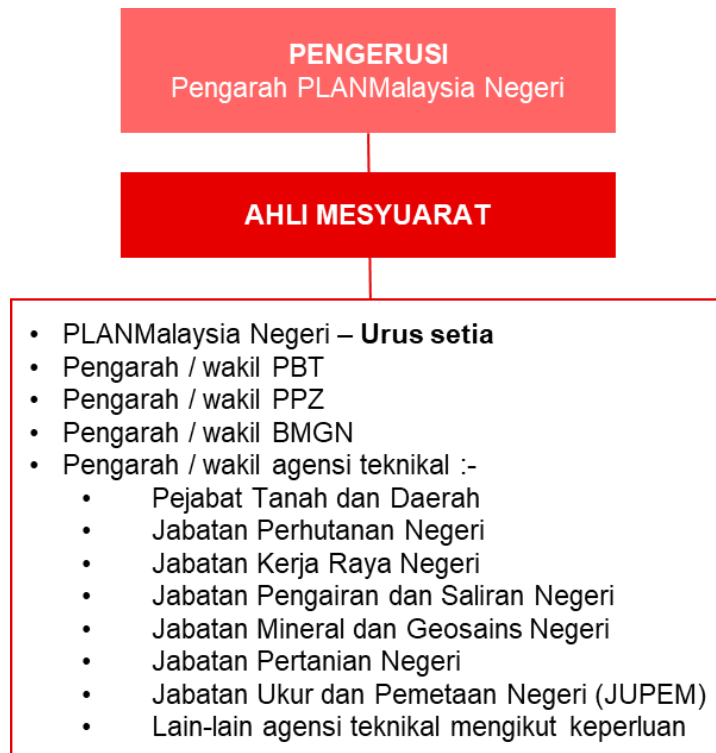 PENGERUSI
Pengarah PLANMalaysia Negeri
AHLI MESYUARAT
• PLANMalaysia Negeri – Urus setia
• Pengarah / wakil PBT
• Pengarah / wakil PPZ
• Pengarah / wakil BMGN
• Pengarah / wakil agensi teknikal :-
• Pejabat Tanah dan Daerah
• Jabatan Perhutanan Negeri
• Jabatan Kerja Raya Negeri
• Jabatan Pengairan dan Saliran Negeri
• Jabatan Mineral dan Geosains Negeri
• Jabatan Pertanian Negeri
• Jabatan Ukur dan Pemetaan Negeri (JUPEM)
• Lain-lain agensi teknikal mengikut keperluan